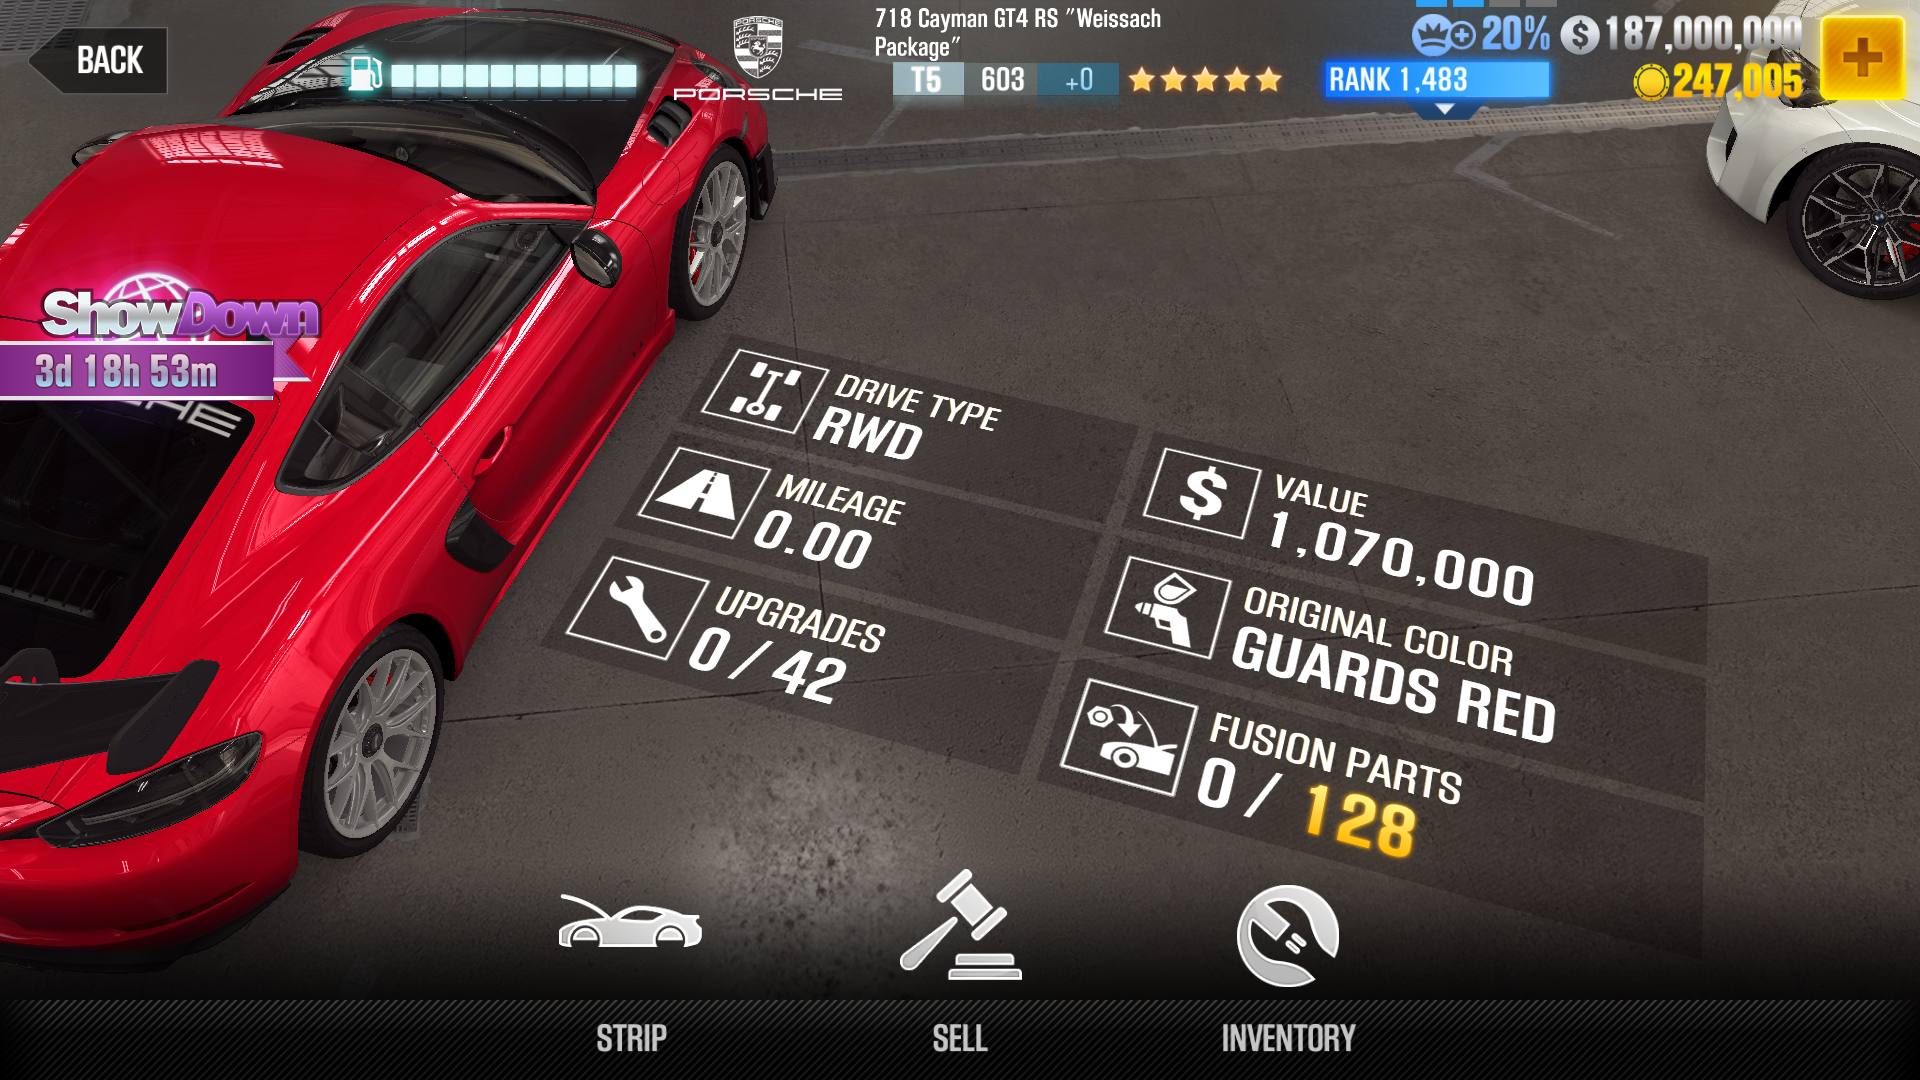 BACK
PORSCHE
718 Cayman GT4 RS "Weissach
Package"
T5 603 +0
20%
187,000,000
RANK 1,483
247,005
ShowDown
3d 18h 53m
DRIVE TYPE
RWD
MILEAGE
0.00
UPGRADES
0 / 42
VALUE
1,070,000
ORIGINAL COLOR
GUARDS RED
FUSION PARTS
0 / 128
STRIP
SELL
INVENTORY